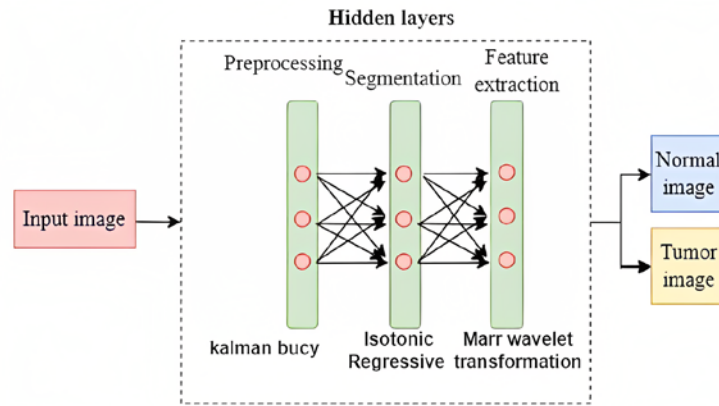 Hidden layers
Preprocessing
Segmentation
Feature
extraction
Input image
Normal
image
Tumor
image
kalman bucy
Isotonic
Regressive
Marr wavelet
transformation